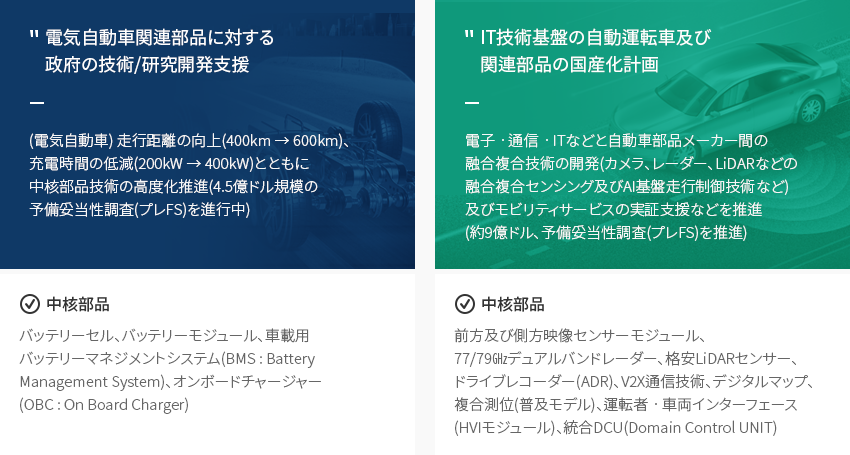 " 電気自動車関連部品に対する
政府の技術/研究開発支援
(電気自動車) 走行距離の向上(400km → 600km)、
充電時間の低減(200kW → 400kW)とともに
中核部品技術の高度化推進(4.5億ドル規模の
予備妥当性調査(プレFS)を進行中)
中核部品
バッテリーセル、バッテリーモジュール、車載用
バッテリーマネジメントシステム(BMS : Battery
Management System)、オンボードチャージャー
(OBC : On Board Charger)
" IT技術基盤の自動運転車及び
関連部品の国産化計画
電子・通信・ITなどと自動車部品メーカー間の
融合複合技術の開発(カメラ、レーダー、LiDARなどの
融合複合センシング及びAI基盤走行制御技術 など)
及びモビリティサービスの実証支援などを推進
(約9億ドル、予備妥当性調査(プレFS)を推進)
中核部品
前方及び側方映像センサーモジュール、
77/79㎓デュアルバンドレーダー、格安LiDARセンサー、
ドライブレコーダー(ADR)、V2X通信技術、デジタルマップ、
複合測位(普及モデル)、運転者・車両インターフェース
(HVIモジュール)、統合DCU(Domain Control UNIT)